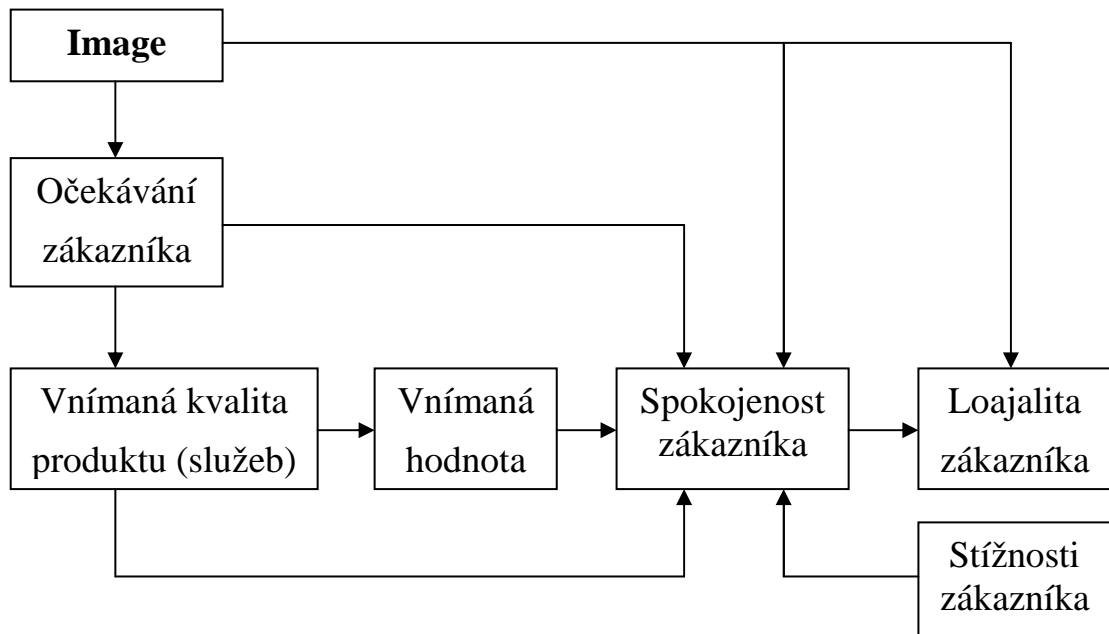 Image
Očekávání
zákazníka
Vnímaná kvalita
produktu (služeb)
Vnímaná
hodnota
Spokojenost
zákazníka
Loajalita
zákazníka
Stížnosti
zákazníka